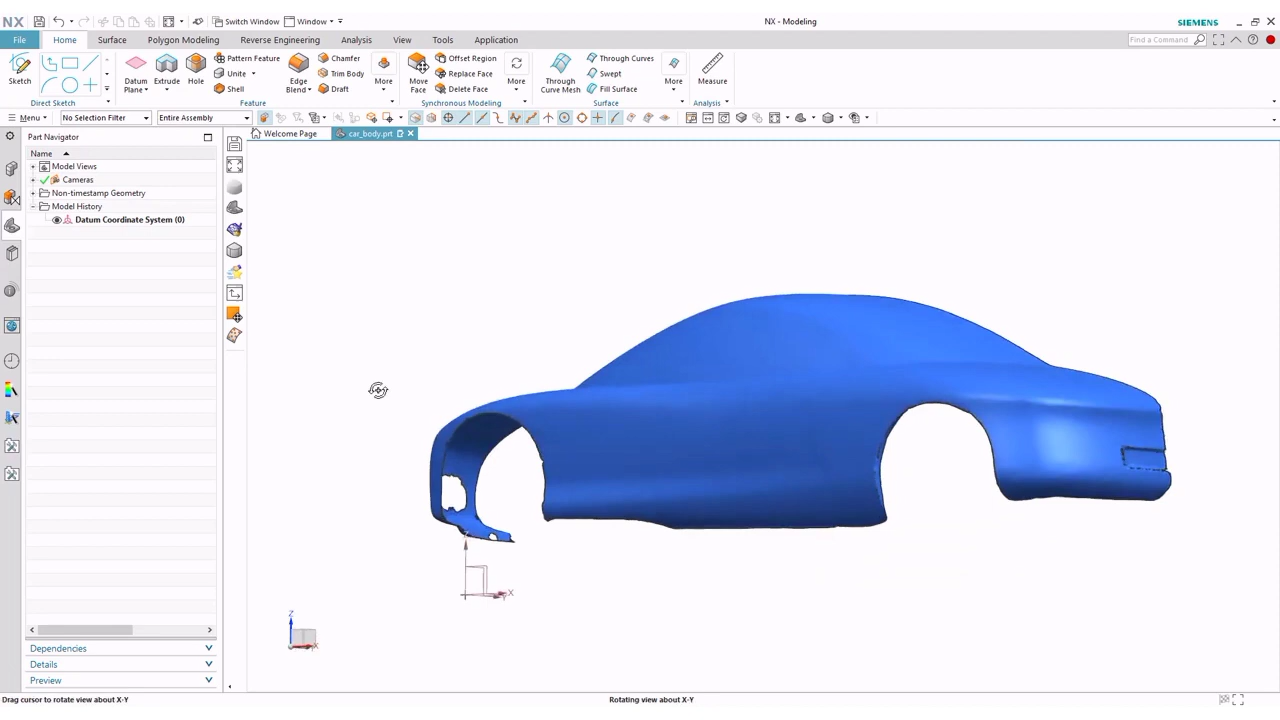 NX Switch Window Window NX - Modeling SIEMENS
File Home Surface Polygon Modeling Reverse Engineering Analysis View Tools Application Find a Command
Sketch Datum Plane Extrude Hole Pattern Feature Unite Shell Edge Blend Chamfer Trim Body Draft More Move Face Offset Region Replace Face Delete Face More Through Curve Mesh Through Curves Swept Fill Surface More Measure
Direct Sketch Feature Synchronous Modeling Surface Analysis
Menu No Selection Filter Entire Assembly
Part Navigator Welcome Page car_body.prt
Name
Model Views
Cameras
Non-timestamp Geometry
Model History
Datum Coordinate System (0)
X
Z
X
Dependencies
Details
Preview
Drag cursor to rotate view about X-Y Rotating view about X-Y